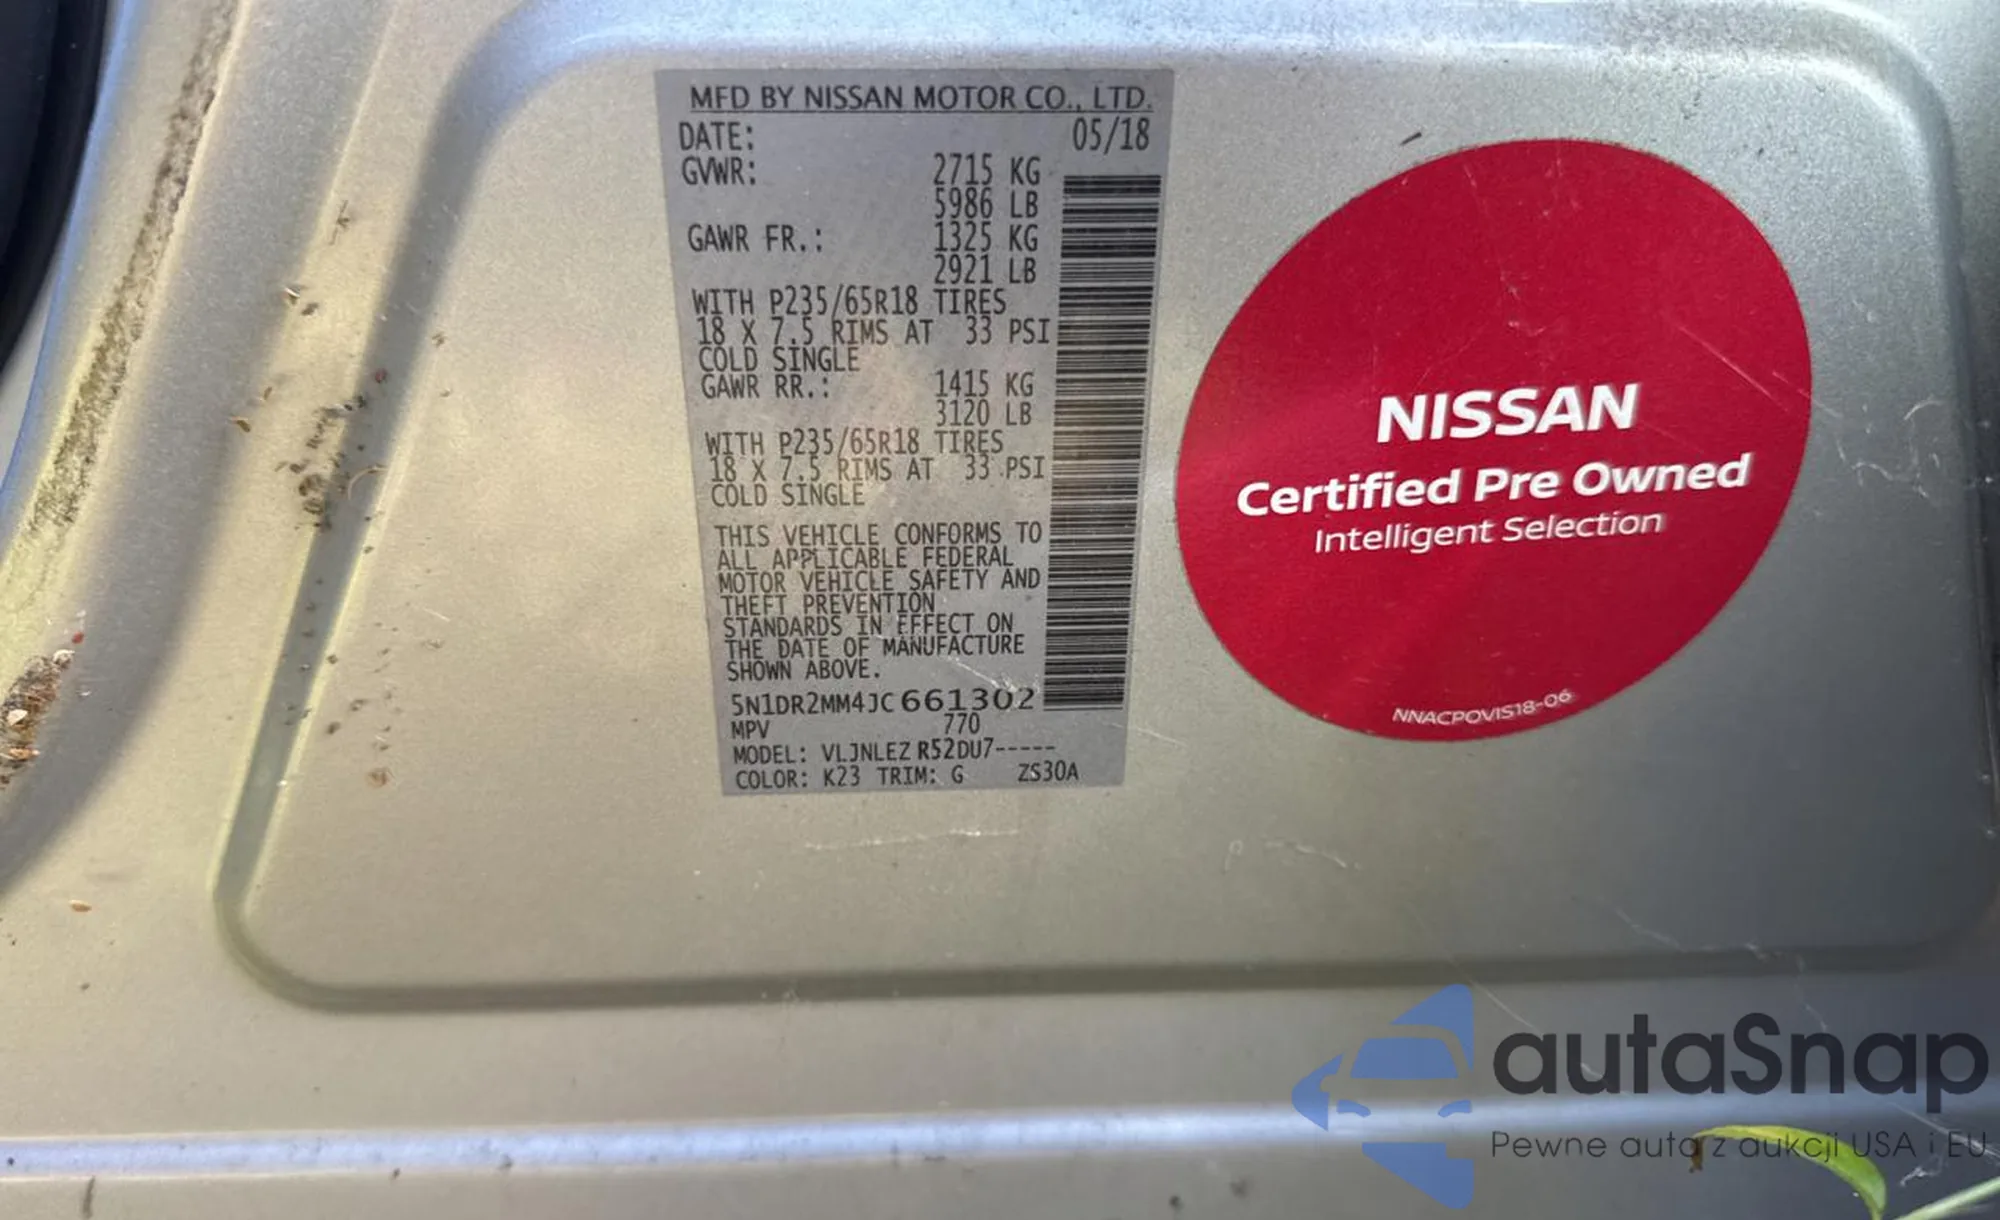 MFD BY NISSAN MOTOR CO., LTD.
DATE: 05/18
GVWR: 2715 KG
5986 LB
GAWR FR.: 1325 KG
2921 LB
WITH P235/65R18 TIRES
18 X 7.5 RIMS AT 33 PSI
COLD SINGLE
GAWR RR.: 1415 KG
3120 LB
WITH P235/65R18 TIRES
18 X 7.5 RIMS AT 33 PSI
COLD SINGLE
THIS VEHICLE CONFORMS TO
ALL APPLICABLE FEDERAL
MOTOR VEHICLE SAFETY AND
THEFT PREVENTION
STANDARDS IN EFFECT ON
THE DATE OF MANUFACTURE
SHOWN ABOVE.
5N1DR2MM4JC661302
MPV 770
MODEL: VLJNLEZ R52DU7-----
COLOR: K23 TRIM: G ZS30A
NISSAN
Certified Pre Owned
Intelligent Selection
NNACPOVIS18-06
autaSnap
Pewne auta z aukcji USA i EU